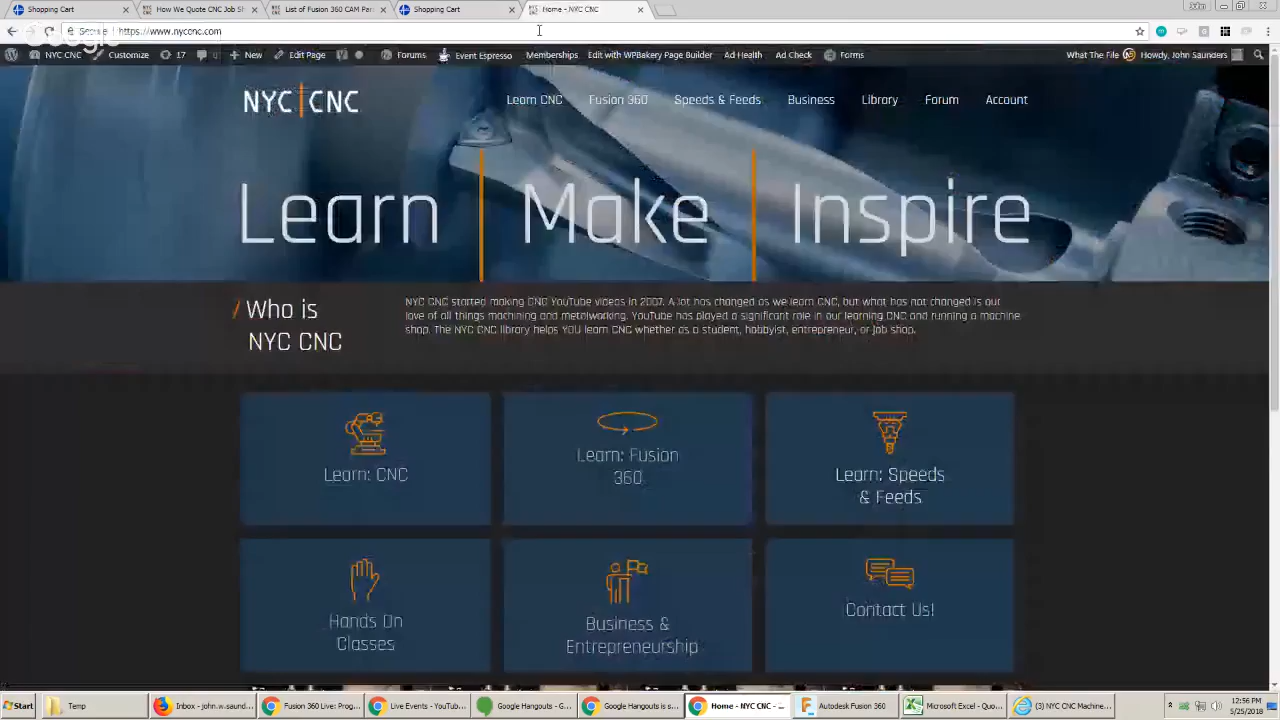 Shopping Cart
How We Quote CNC Job S
List of Fusion 360 CAM Par
Shopping Cart
Home - NYC CNC
Secure https://www.nyccnc.com
Google
NYC CNC Customize 17 New Edit Page 0 Forums Event Espresso Memberships Edit with WPBakery Page Builder Ad Health Ad Check Forms What The File Howdy, John Saunders
NYC CNC
Learn CNC Fusion 360 Speeds & Feeds Business Library Forum Account
Learn Make Inspire
/ Who is
NYC CNC
NYC CNC started making CNC YouTube videos in 2007. A lot has changed as we learn CNC, but what has not changed is our
love of all things machining and metalworking. YouTube has played a significant role in our learning CNC and running a machine
shop. The NYC CNC library helps YOU learn CNC whether as a student, hobbyist, entrepreneur, or job shop.
Learn: CNC
Learn: Fusion
360
Learn: Speeds
& Feeds
Hands On
Classes
Business &
Entrepreneurship
Contact Us!
Start Temp Inbox - john.w.saund... Fusion 360 Live: Prog... Live Events - YouTub... Google Hangouts Google Hangouts is s... Home - NYC CNC - ... Autodesk Fusion 360 Microsoft Excel - Quo... (3) NYC CNC Machine...
12:56 PM
5/25/2018